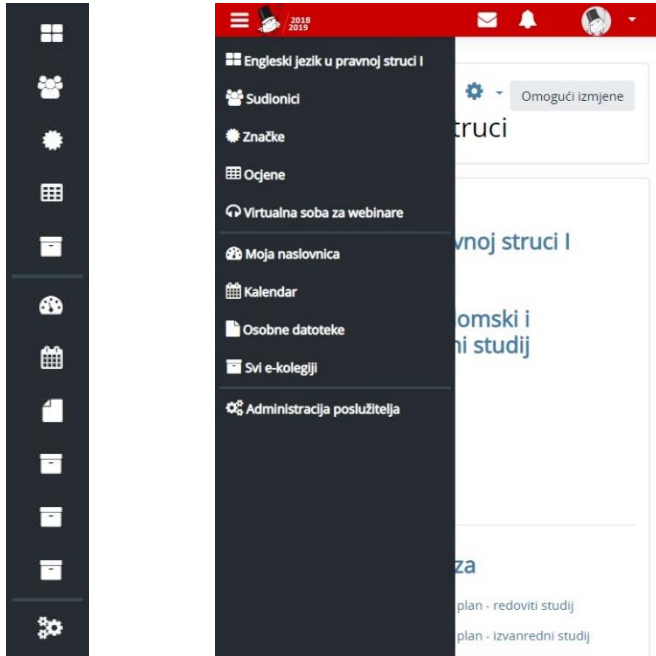 2018
2019
Engleski jezik u pravnoj struci I
Sudionici
Značke
Ocjene
Virtualna soba za webinare
Moja naslovnica
Kalendar
Osobne datoteke
Svi e-kolegiji
Administracija poslužitelja
Omogući izmjene
truci
vnoj struci I
omski i
ni studij
za
plan - redoviti studij
plan - izvanredni studij